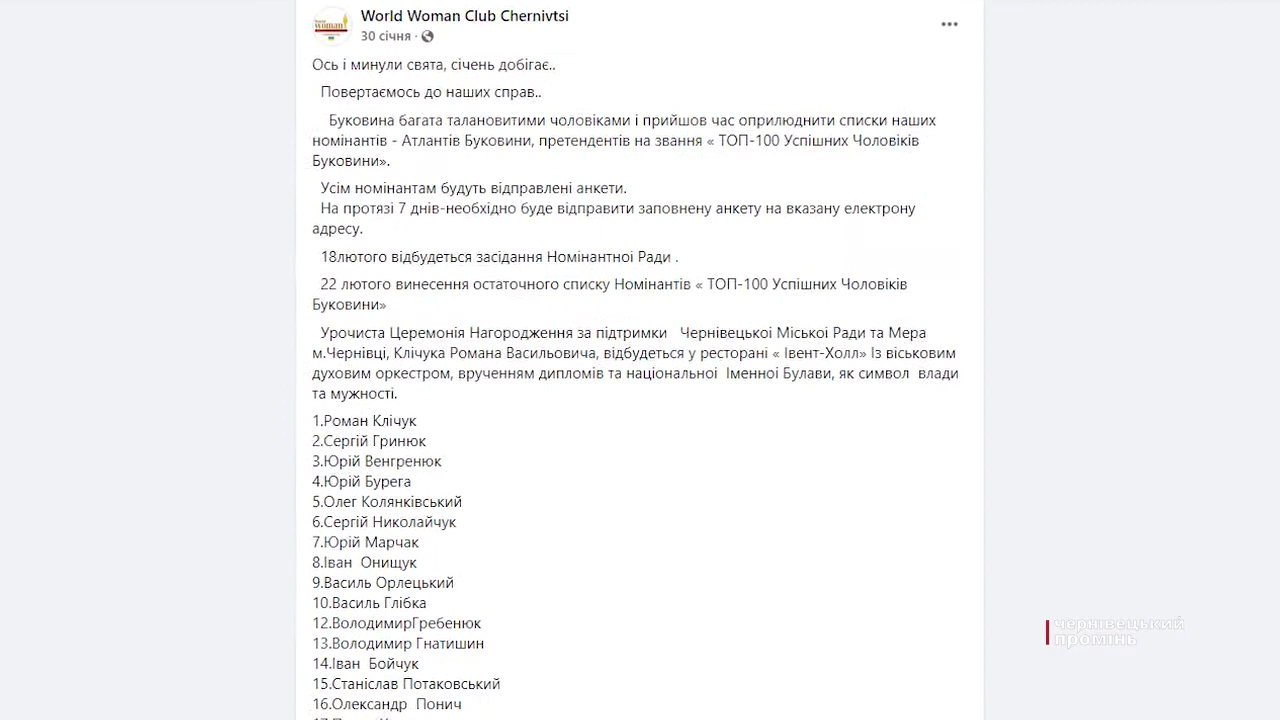 World Woman Club Chernivtsi
30 січня ·
Ось і минули свята, січень добігає..
Повертаємось до наших справ..
Буковина багата талановитими чоловіками і прийшов час оприлюднити списки наших
номінантів - Атлантів Буковини, претендентів на звання « ТОП-100 Успішних Чоловіків
Буковини».
Усім номінантам будуть відправлені анкети.
На протязі 7 днів-необхідно буде відправити заповнену анкету на вказану електрону
адресу.
18лютого відбудеться засідання Номінантної Ради .
22 лютого винесення остаточного списку Номінантів « ТОП-100 Успішних Чоловіків
Буковини»
Урочиста Церемонія Нагородження за підтримки Чернівецької Міської Ради та Мера
м.Чернівці, Клічука Романа Васильовича, відбудеться у ресторані « Івент-Холл» Із віськовим
духовим оркестром, врученням дипломів та національної Іменної Булави, як символ влади
та мужності.
1.Роман Клічук
2.Сергій Гринюк
3.Юрій Венгренюк
4.Юрій Бурега
5.Олег Колянківський
6.Сергій Николайчук
7.Юрій Марчак
8.Іван Онищук
9.Василь Орлецький
10.Василь Глібка
12.ВолодимирГребенюк
13.Володимир Гнатишин
14.Іван Бойчук
15.Станіслав Потаковський
16.Олександр Понич
чернівецький
промінь